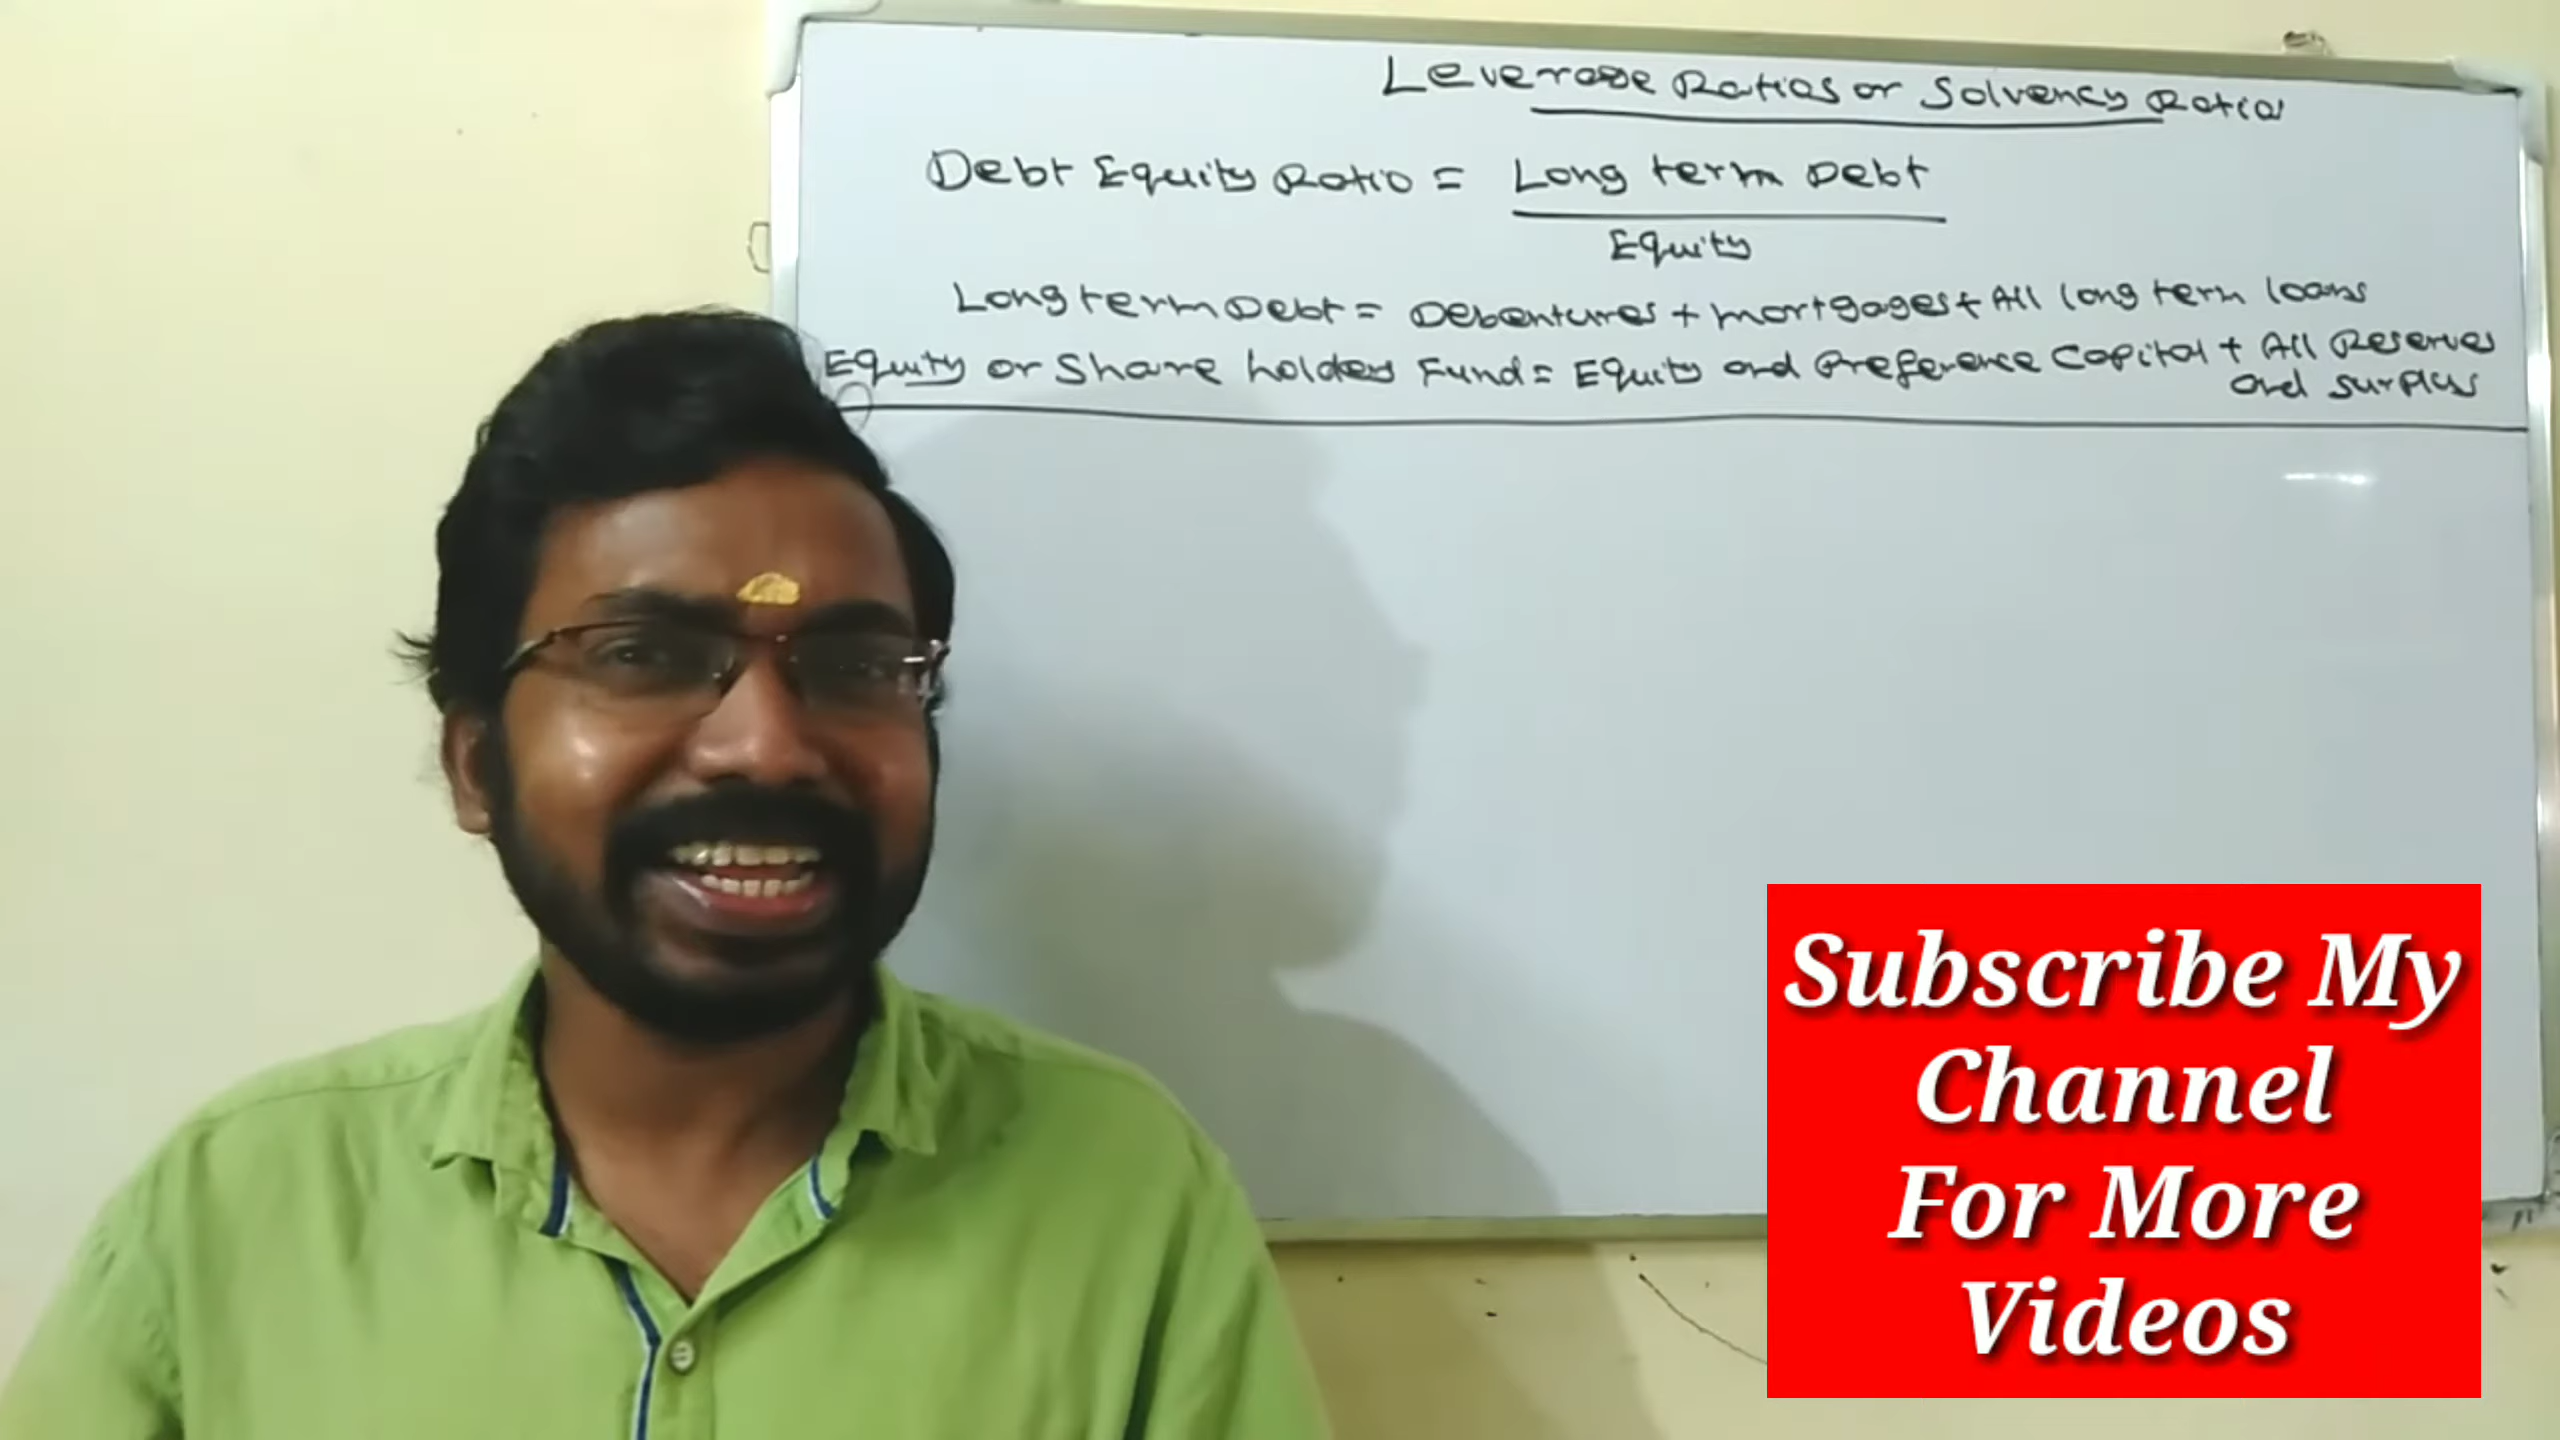 Leverage Ratios or Solvency Ratios
Debt Equity Ratio = Long term Debt
Equity
Long term Debt = Debentures + mortgages + All long term loans
Equity or Share holders Fund = Equity and Preference Capital + All Reserves
and surplus
Subscribe My
Channel
For More
Videos